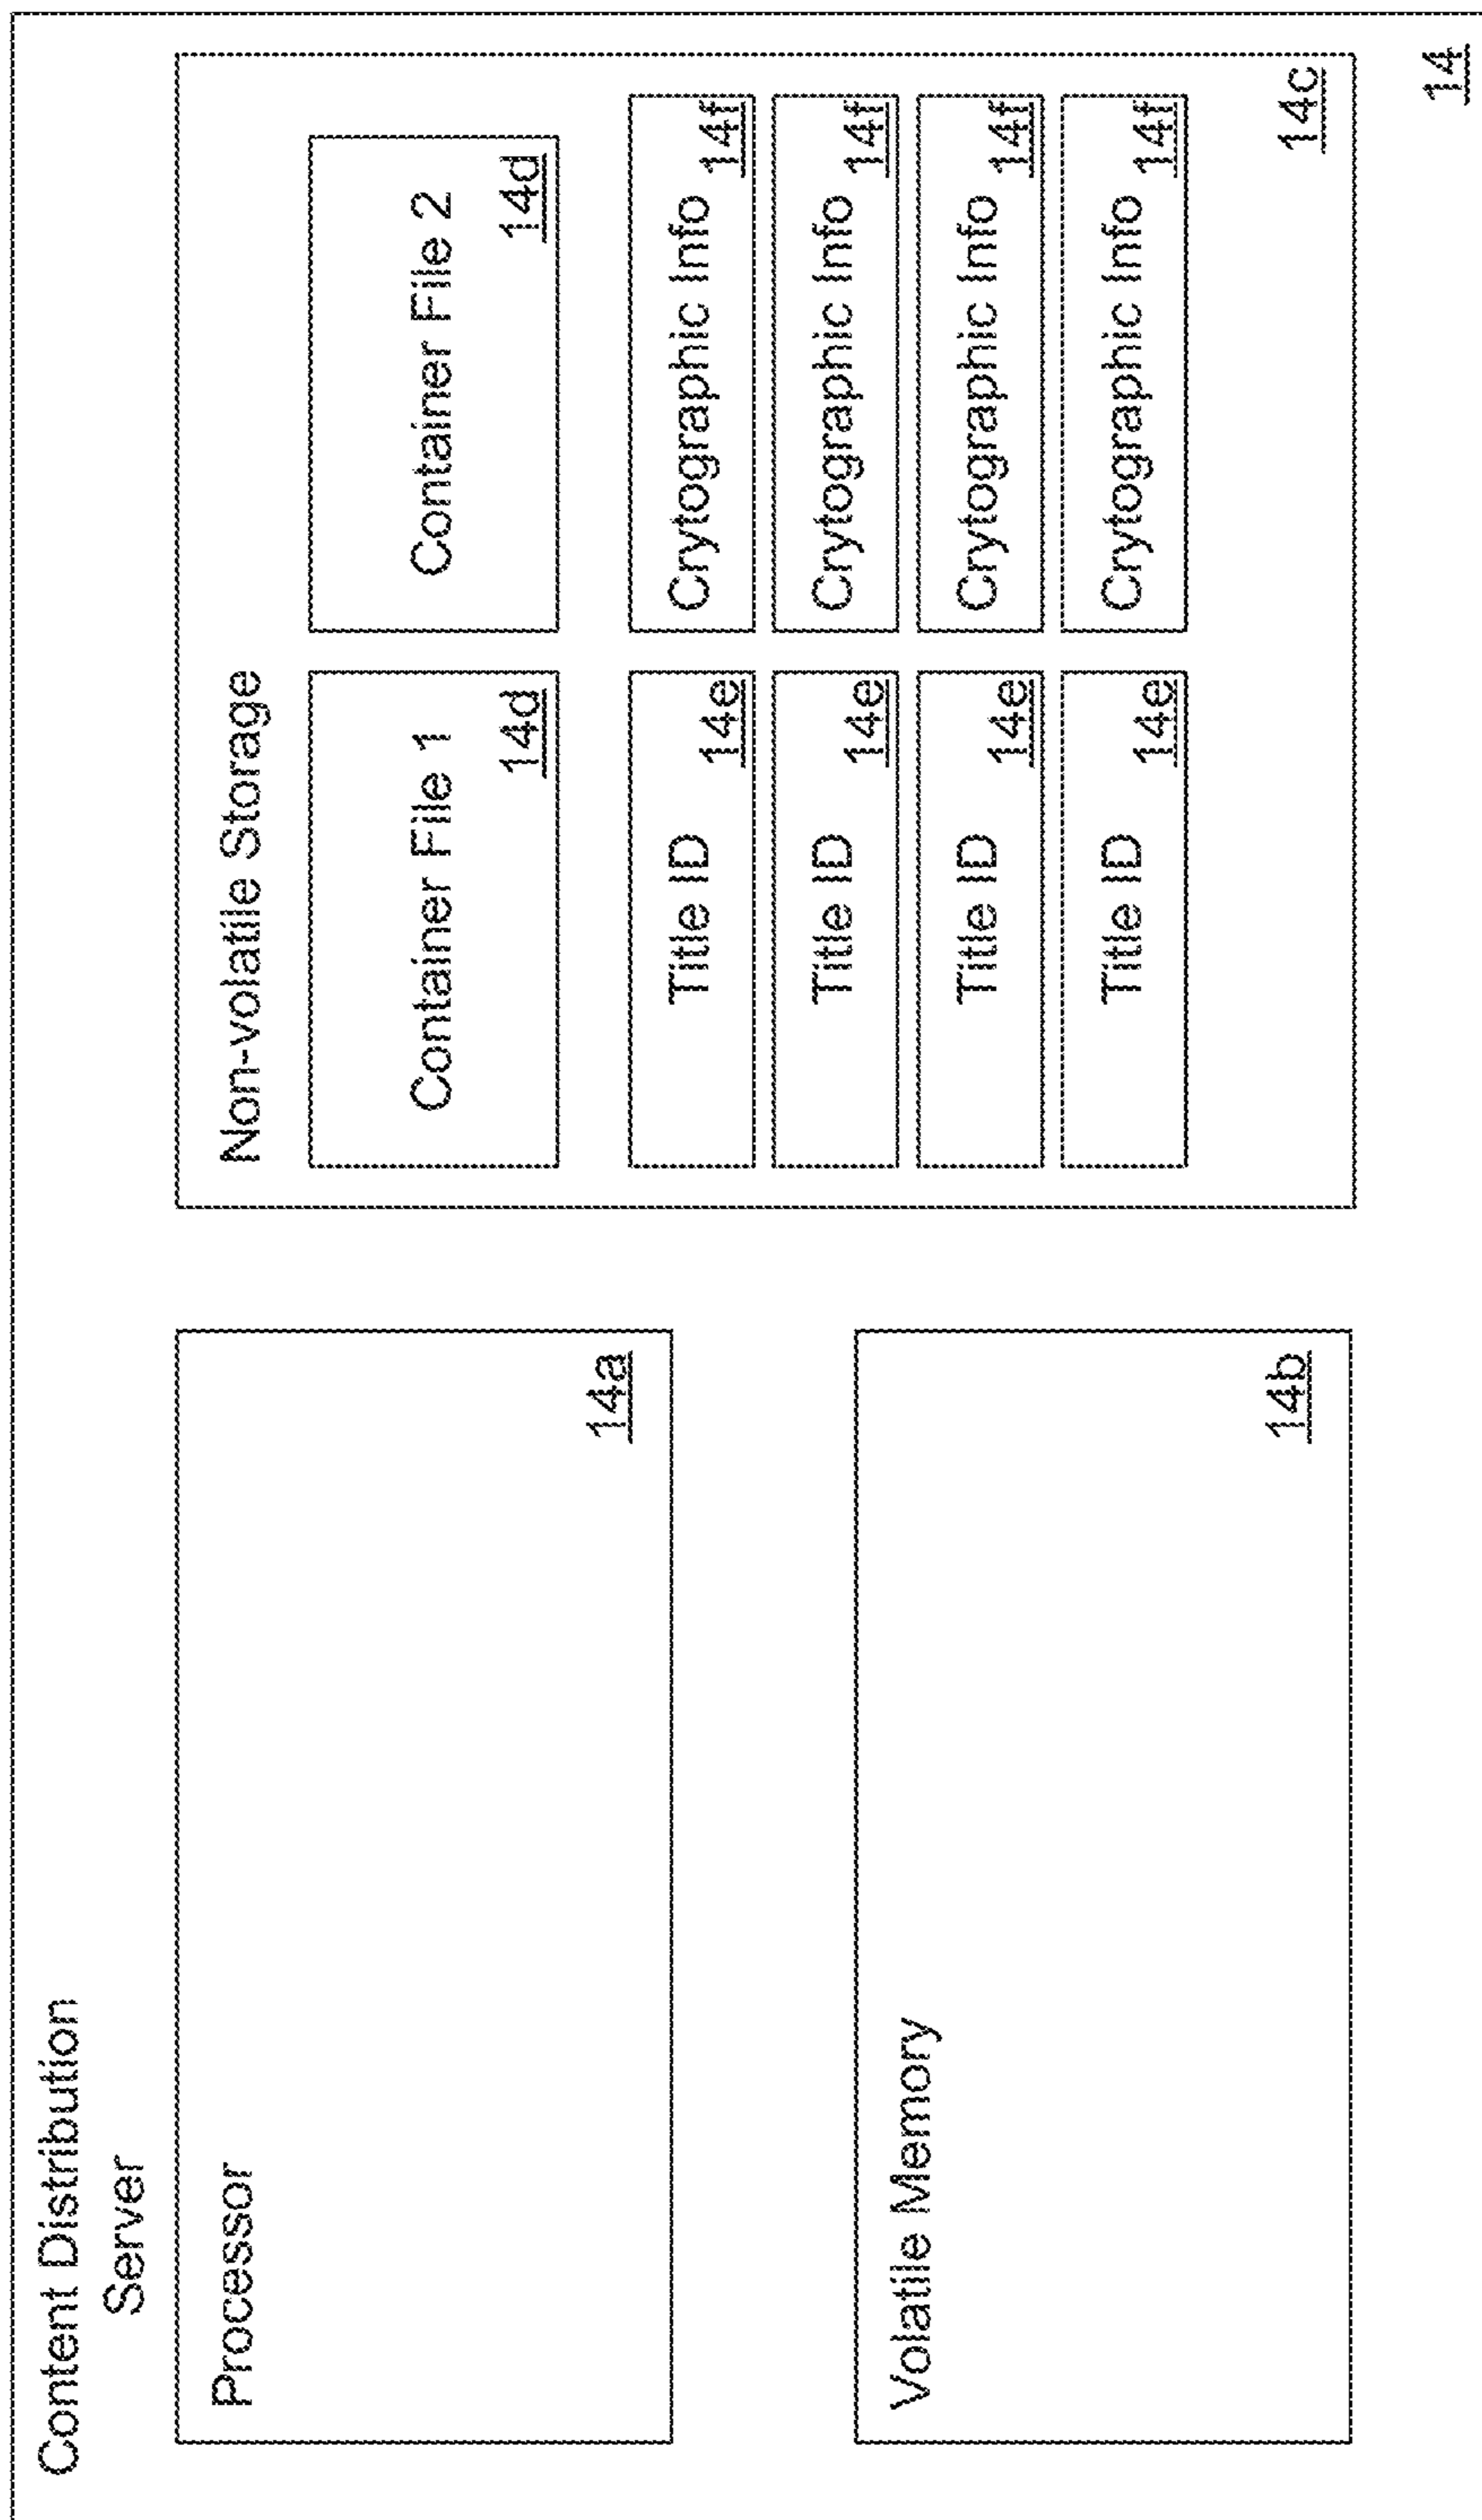 Content Distribution
Server
Processor
14a
Volatile Memory
14b
Non-volatile Storage
Container File 1
14d
Container File 2
14d
Title ID
14e
Crytographic Info
14f
Title ID
14e
Crytographic Info
14f
Title ID
14e
Crytographic Info
14f
Title ID
14e
Crytographic Info
14f
14c
14